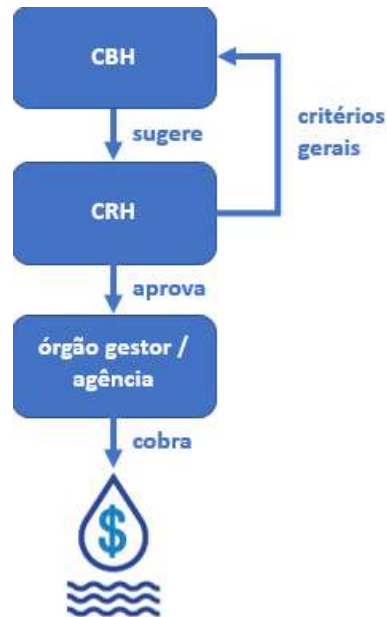 CBH
sugere
critérios
gerais
CRH
aprova
órgão gestor /
agência
cobra
$